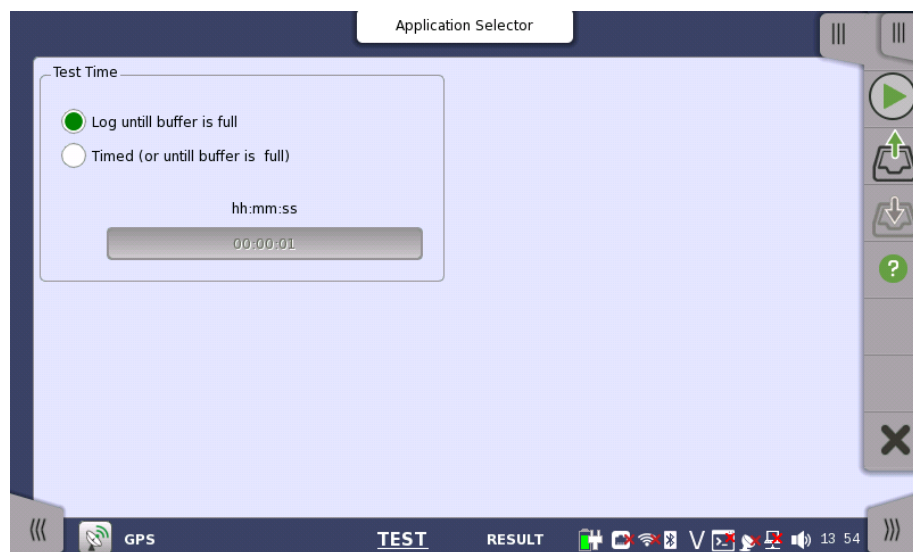 Application Selector
Test Time
Log untill buffer is full
Timed (or untill buffer is full)
hh:mm:ss
00:00:01
?
GPS TEST RESULT V 13 54